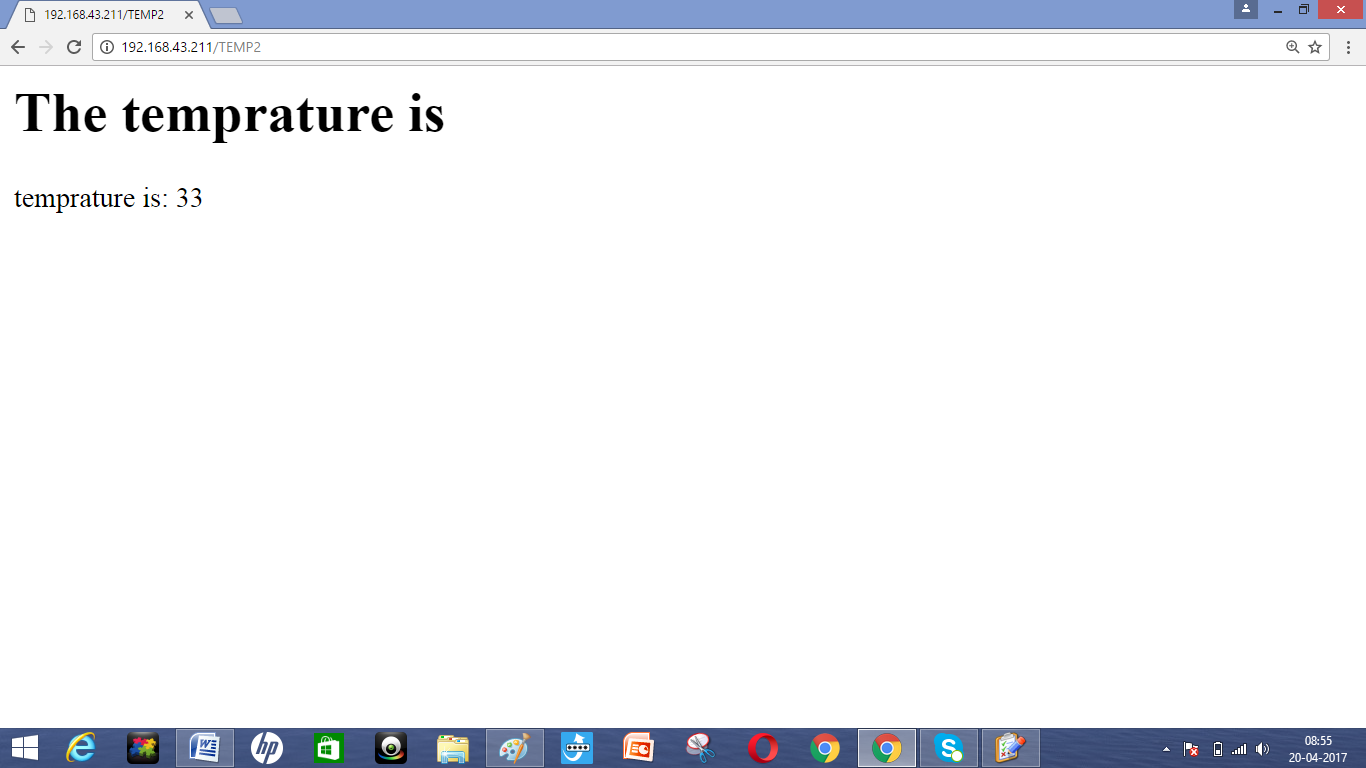 192.168.43.211/TEMP2
192.168.43.211/TEMP2
The temprature is
temprature is: 33
08:55
20-04-2017